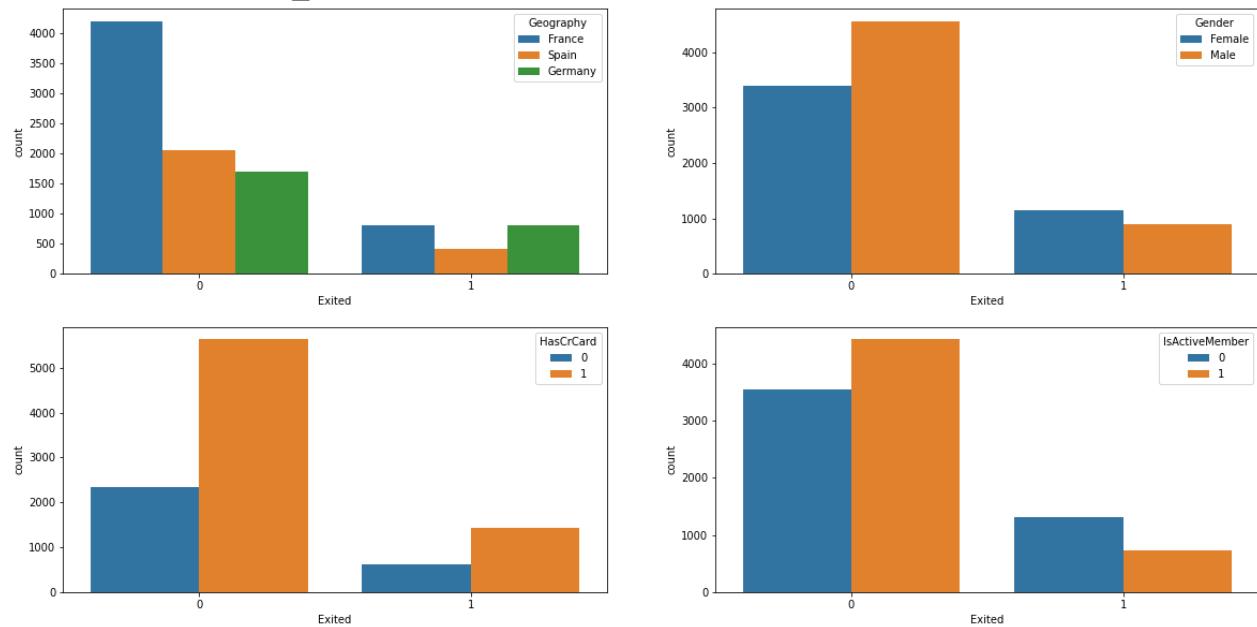 Geography
France
Spain
Germany
4000
3500
3000
2500
2000
1500
1000
500
0
count
0
1
Exited
Gender
Female
Male
4000
3000
2000
1000
0
count
0
1
Exited
HasCrCard
0
1
5000
4000
3000
2000
1000
0
count
0
1
Exited
IsActiveMember
0
1
4000
3000
2000
1000
0
count
0
1
Exited